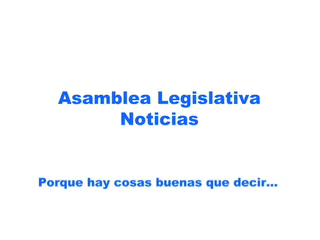 Asamblea Legislativa
Noticias
Porque hay cosas buenas que decir...